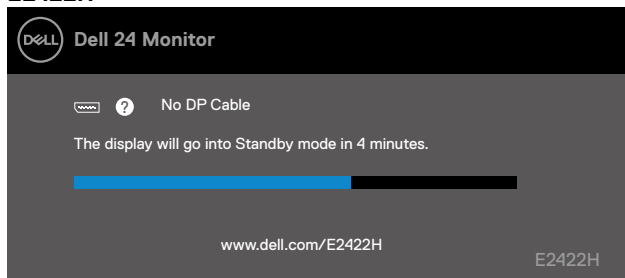 E2422H
DELL Dell 24 Monitor
? No DP Cable
The display will go into Standby mode in 4 minutes.
www.dell.com/E2422H
E2422H